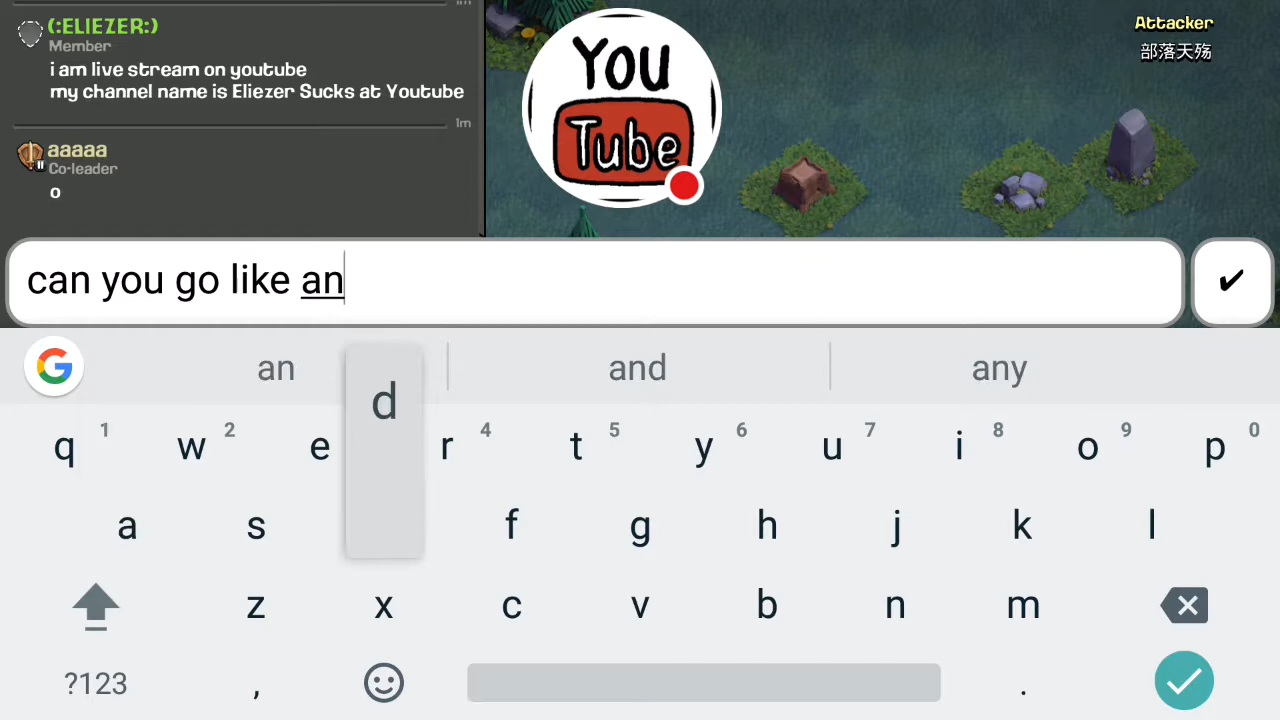 (:ELIEZER:)
Member
i am live stream on youtube
my channel name is Eliezer Sucks at Youtube
1m
aaaaa
Co-leader
o
You
Tube
Attacker
部落天殇
can you go like an
✔
G an and any
d
q 1 w 2 e r 4 t 5 y 6 u 7 i 8 o 9 p 0
a s f g h j k l
z x c v b n m
?123 , .